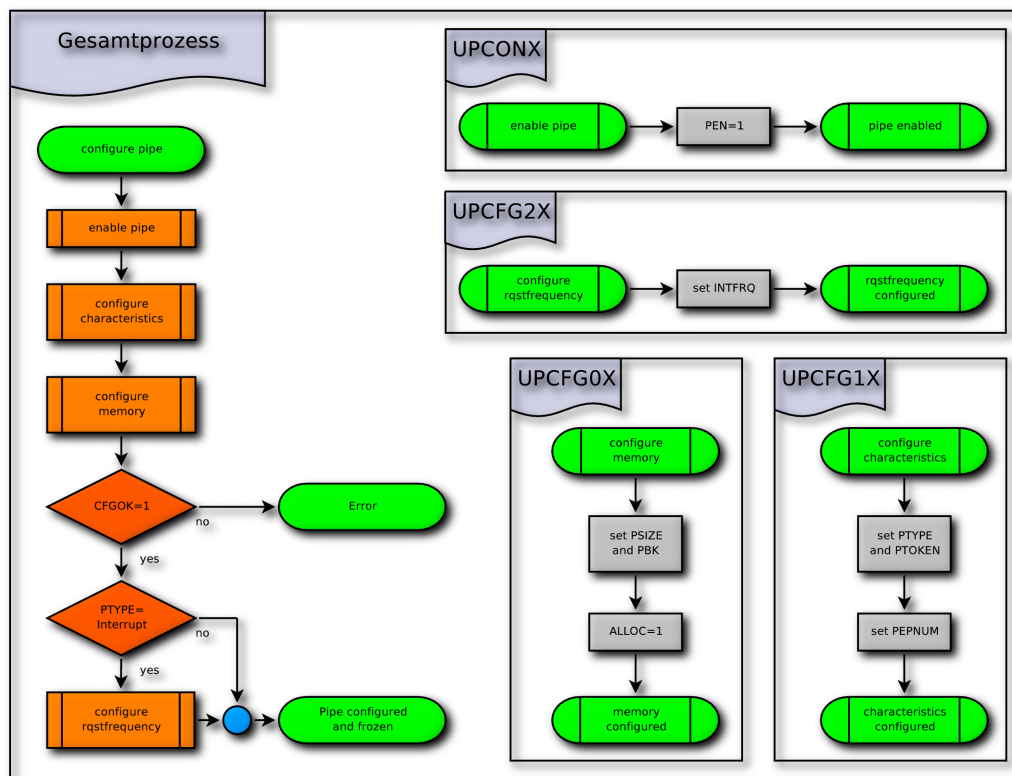 Gesamtprozess
configure pipe
enable pipe
configure
characteristics
configure
memory
CFGOK=1
no
Error
yes
PTYPE=
Interrupt
no
yes
configure
rqstfrequency
Pipe configured
and frozen
UPCONX
enable pipe
PEN=1
pipe enabled
UPCFG2X
configure
rqstfrequency
set INTFRQ
rqstfrequency
configured
UPCFG0X
configure
memory
set PSIZE
and PBK
ALLOC=1
memory
configured
UPCFG1X
configure
characteristics
set PTYPE
and PTOKEN
set PEPNUM
characteristics
configured